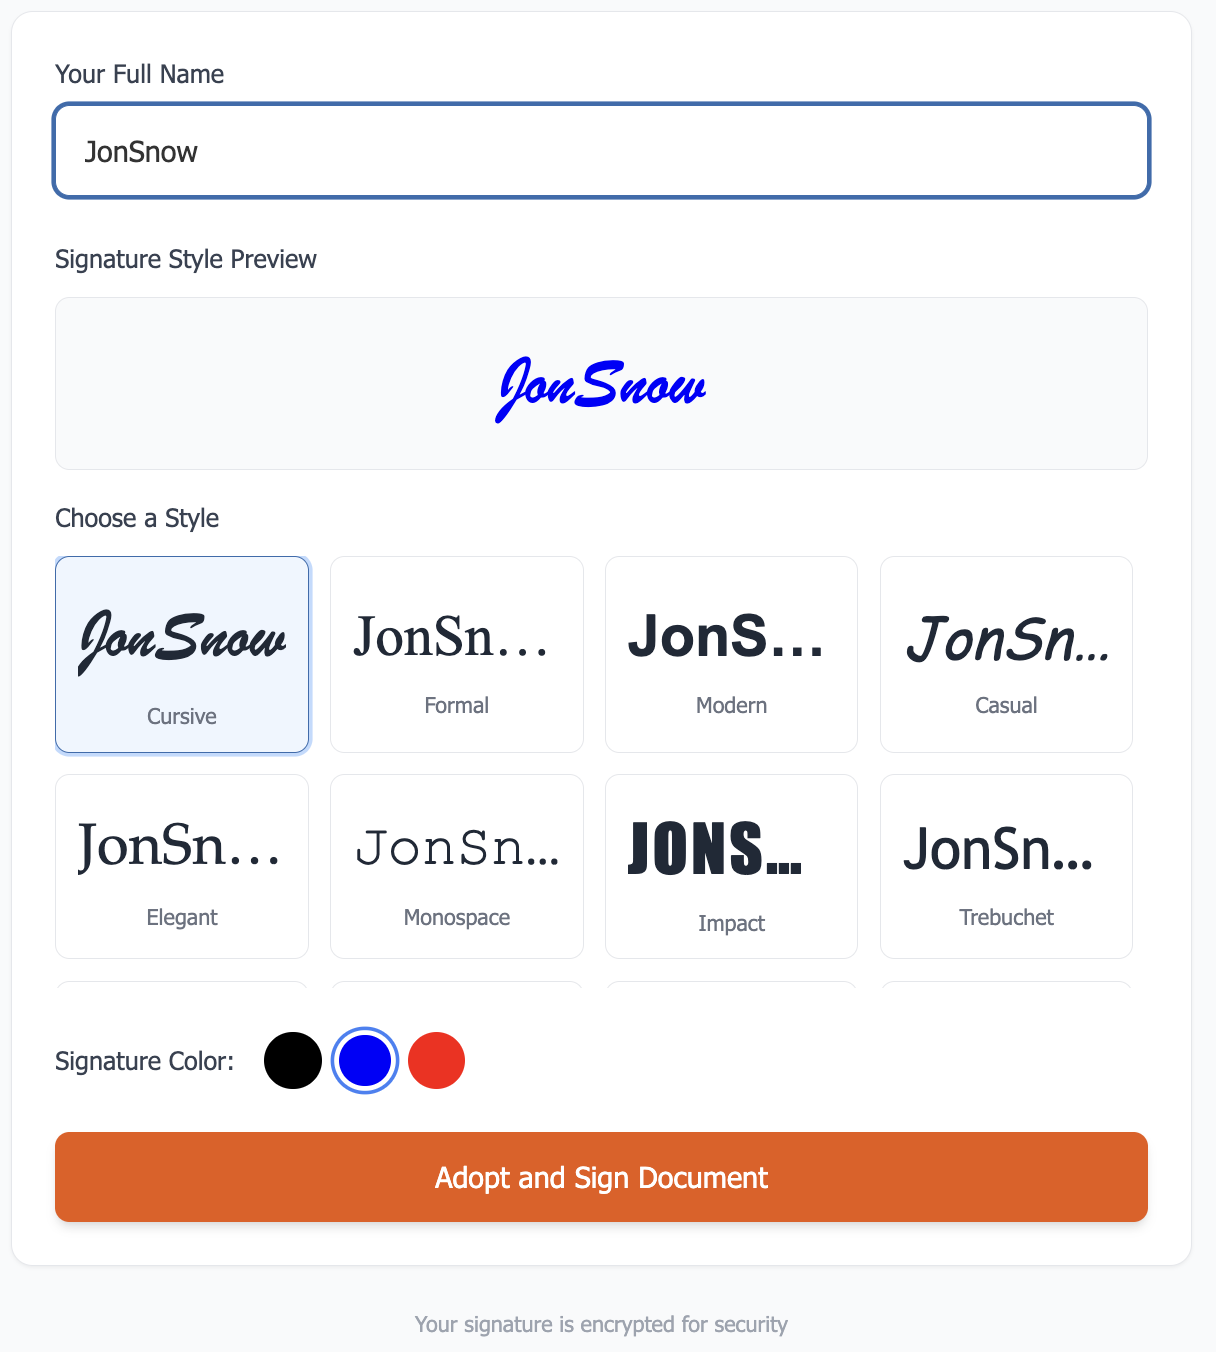 Your Full Name
JonSnow
Signature Style Preview
JonSnow
Choose a Style
JonSnow
Cursive
JonSn...
Formal
JonS...
Modern
JonSn...
Casual
JonSn...
Elegant
JonSn...
Monospace
JONS...
Impact
JonSn...
Trebuchet
Signature Color:
Adopt and Sign Document
Your signature is encrypted for security